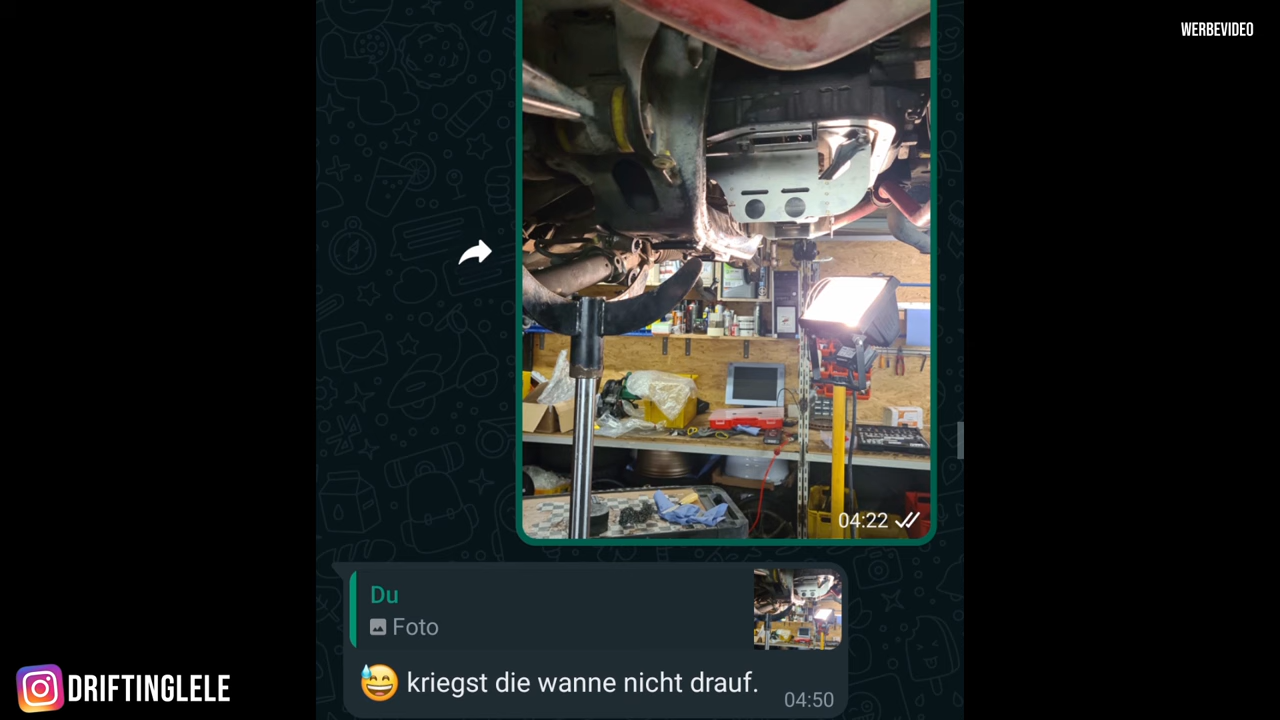 WERBEVIDEO
04:22
Du
Foto
😅 kriegst die wanne nicht drauf.
04:50
DRIFTINGLELE